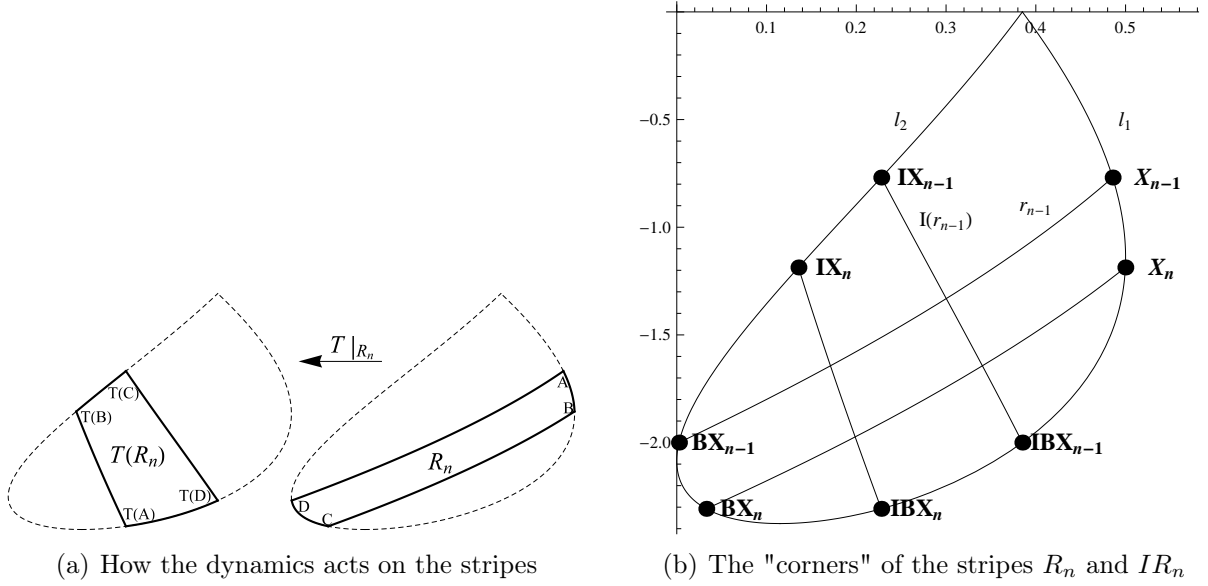 0.1 0.2 0.3 0.4 0.5
−0.5
l₂ l₁
IXₙ₋₁ Xₙ₋₁
I(rₙ₋₁) rₙ₋₁
−1.0
IXₙ Xₙ
−1.5
−2.0
BXₙ₋₁ IBXₙ₋₁
BXₙ IBXₙ
T |Rₙ
T(C) A
T(B) B
T(Rₙ) Rₙ
T(D) D
T(A) C
(a) How the dynamics acts on the stripes
(b) The "corners" of the stripes Rₙ and IRₙ